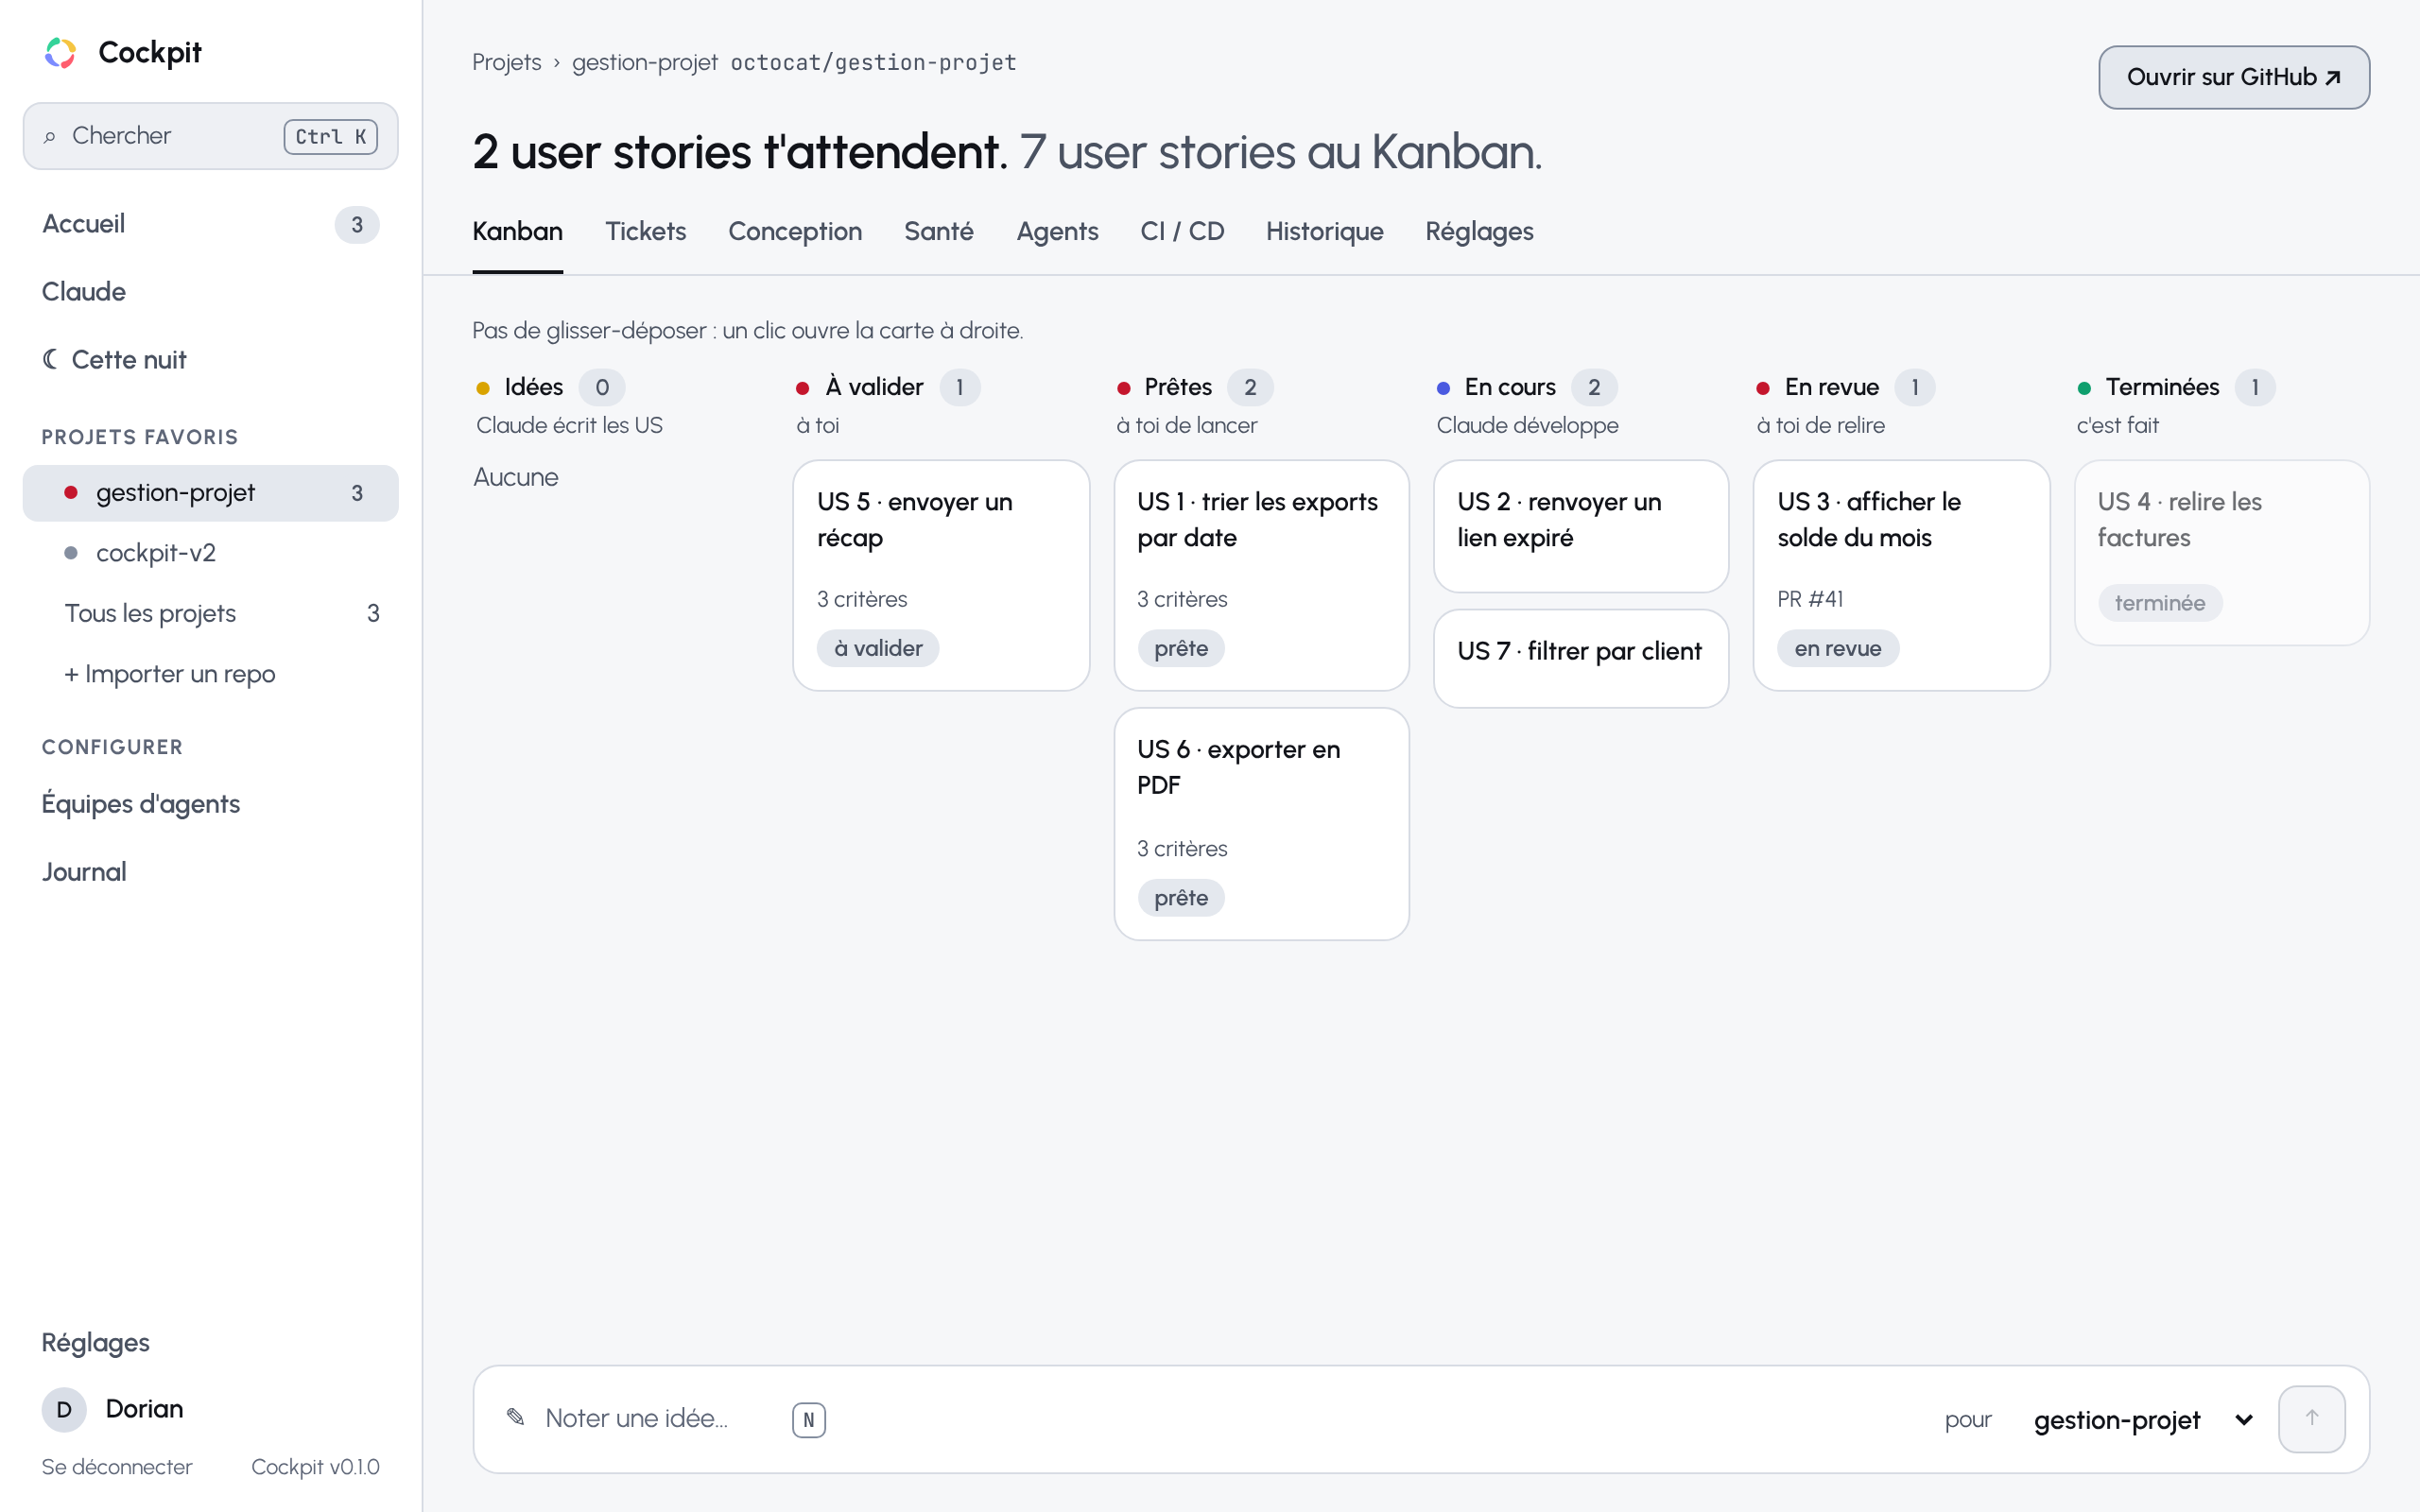 Cockpit
Chercher
Ctrl K
Accueil
3
Claude
Cette nuit
PROJETS FAVORIS
gestion-projet
3
cockpit-v2
Tous les projets
3
+ Importer un repo
CONFIGURER
Équipes d'agents
Journal
Réglages
D
Dorian
Se déconnecter
Cockpit v0.1.0
Projets › gestion-projet octocat/gestion-projet
Ouvrir sur GitHub ↗
2 user stories t'attendent. 7 user stories au Kanban.
Kanban
Tickets
Conception
Santé
Agents
CI / CD
Historique
Réglages
Pas de glisser-déposer : un clic ouvre la carte à droite.
Idées 0
Claude écrit les US
Aucune
À valider 1
à toi
US 5 · envoyer un
récap
3 critères
à valider
Prêtes 2
à toi de lancer
US 1 · trier les exports
par date
3 critères
prête
US 6 · exporter en
PDF
3 critères
prête
En cours 2
Claude développe
US 2 · renvoyer un
lien expiré
US 7 · filtrer par client
En revue 1
à toi de relire
US 3 · afficher le
solde du mois
PR #41
en revue
Terminées 1
c'est fait
US 4 · relire les
factures
terminée
Noter une idée…
N
pour
gestion-projet
↑